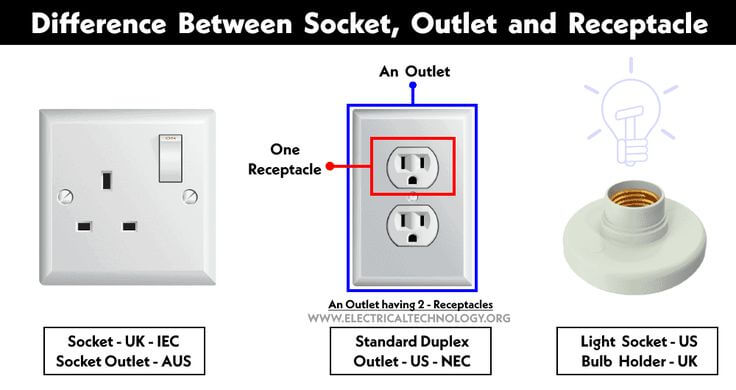 Difference Between Socket, Outlet and Receptacle
An Outlet
One
Receptacle
ON
An Outlet having 2 - Receptacles
WWW.ELECTRICALTECHNOLOGY.ORG
Socket - UK - IEC
Socket Outlet - AUS
Standard Duplex
Outlet - US - NEC
Light Socket - US
Bulb Holder - UK